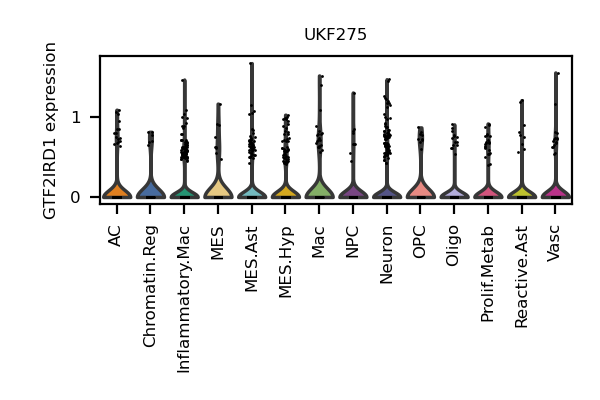 UKF275
GTF2IRD1 expression
1
0
AC
Chromatin.Reg
Inflammatory.Mac
MES
MES.Ast
MES.Hyp
Mac
NPC
Neuron
OPC
Oligo
Prolif.Metab
Reactive.Ast
Vasc